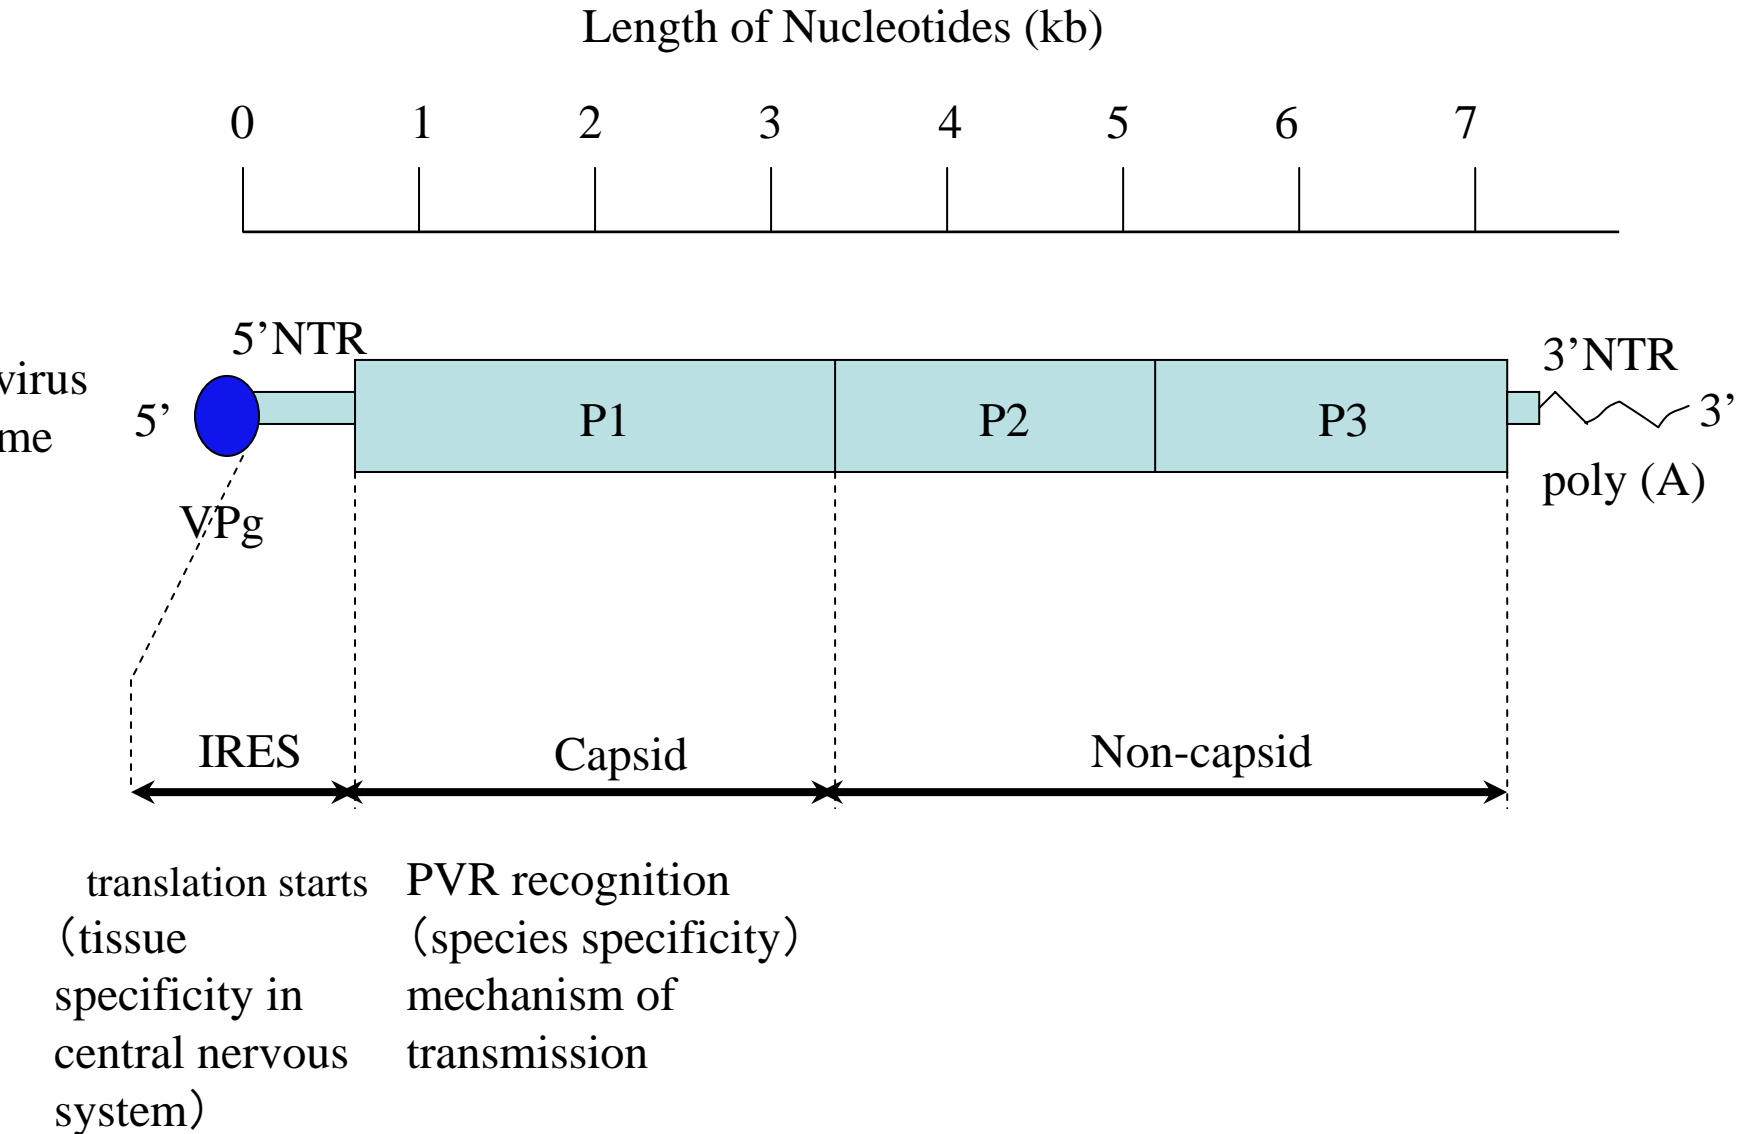 Length of Nucleotides (kb)
0 1 2 3 4 5 6 7
5’NTR
3’NTR
virus
me
5’
P1 P2 P3
3’
poly (A)
VPg
IRES Capsid Non-capsid
translation starts
(tissue
specificity in
central nervous
system)
PVR recognition
(species specificity)
mechanism of
transmission